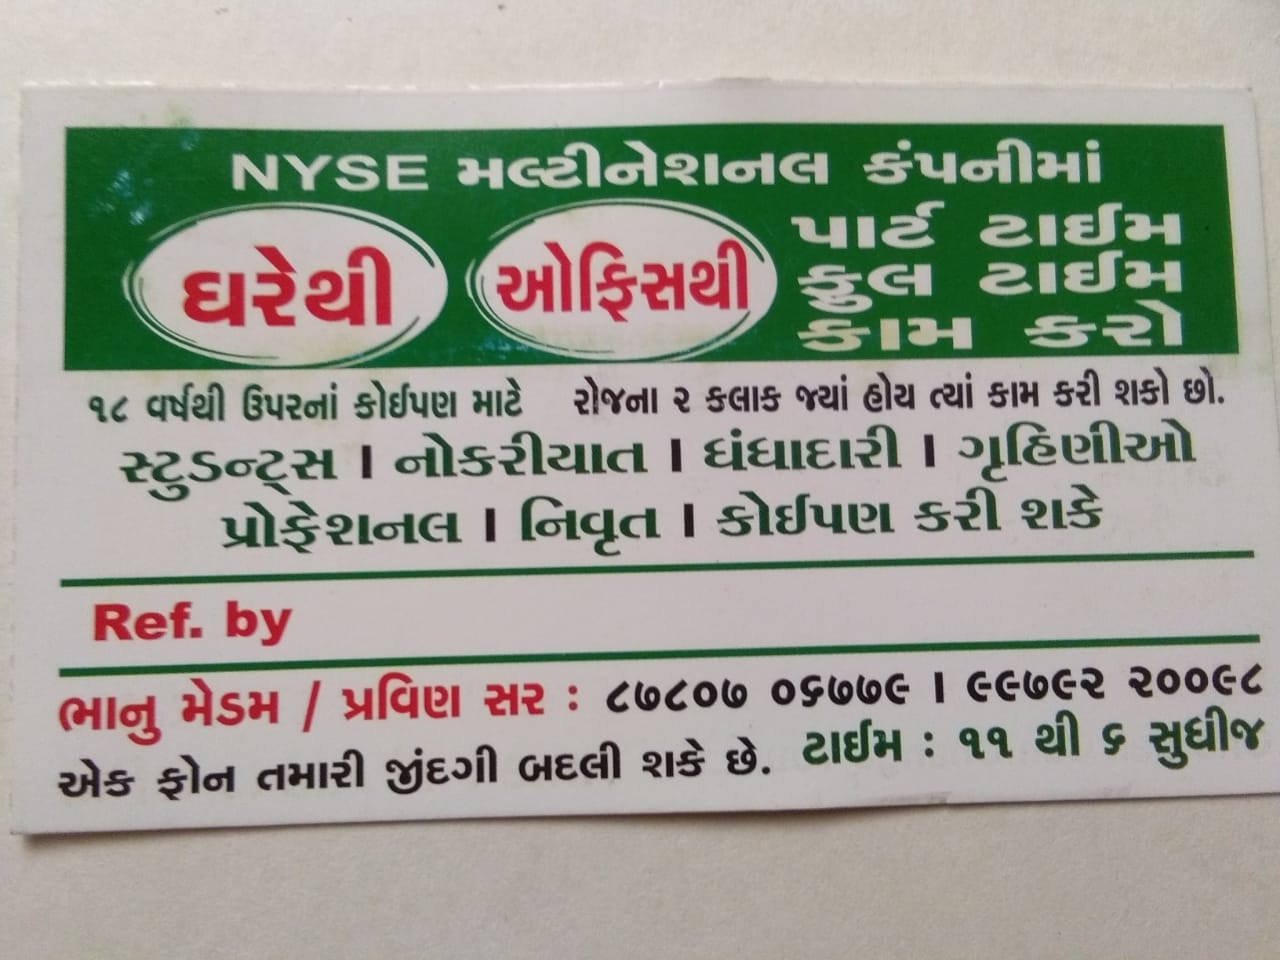 NYSE મલ્ટીનેશનલ કંપનીમાં
ઘરેથી
ઓફિસથી
પાર્ટ ટાઈમ
ફુલ ટાઈમ
કામ કરો
૧૮ વર્ષથી ઉપરનાં કોઈપણ માટે રોજના ૨ કલાક જ્યાં હોય ત્યાં કામ કરી શકો છો.
સ્ટુડન્ટ્સ । નોકરીયાત । ધંધાદારી । ગૃહિણીઓ
પ્રોફેશનલ । નિવૃત । કોઈપણ કરી શકે
Ref. by
ભાનુ મેડમ / પ્રવિણ સર : ૮૭૮૦૭ ૦૬૭૭૯ । ૯૯૭૯૨ ૨૦૦૯૮
એક ફોન તમારી જીંદગી બદલી શકે છે. ટાઈમ : ૧૧ થી ૬ સુધીજ